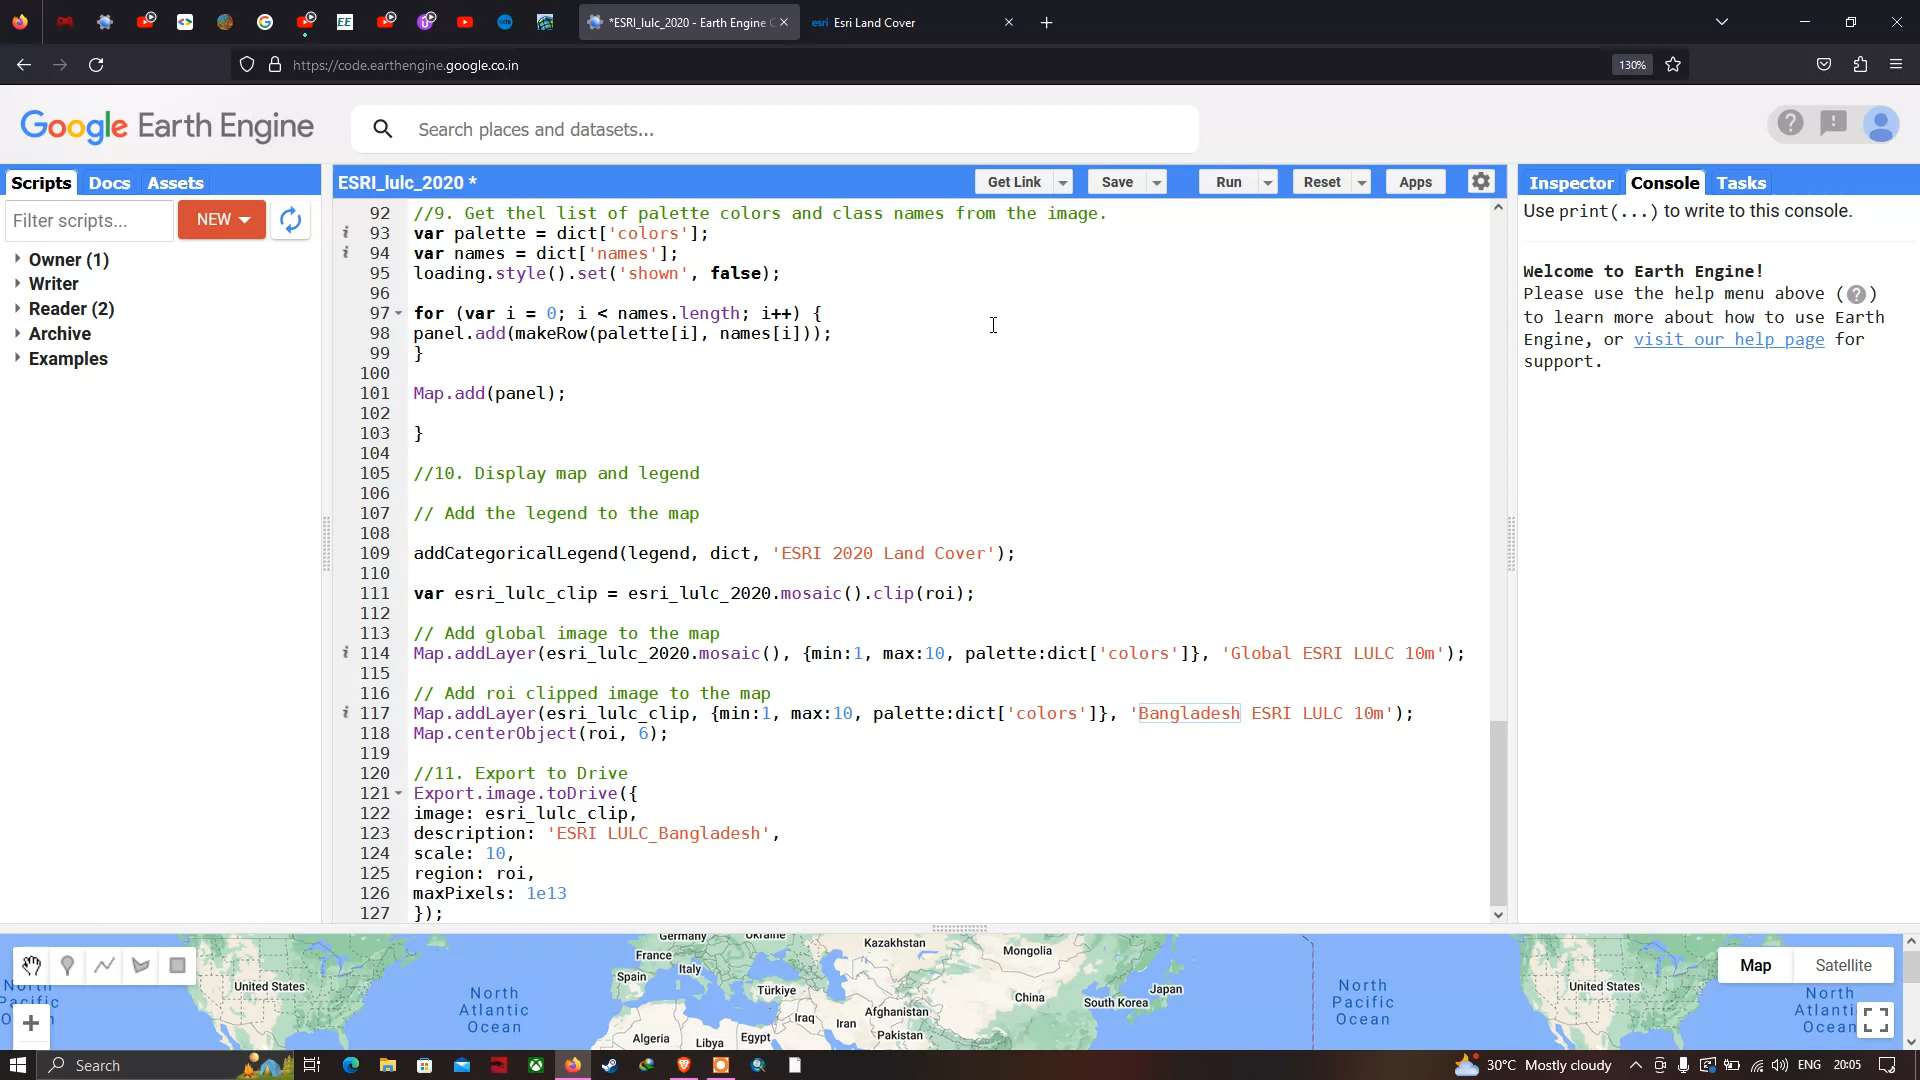 *ESRI_lulc_2020 - Earth Engine C
esri Esri Land Cover
https://code.earthengine.google.co.in
130%
Google Earth Engine
Search places and datasets...
Scripts Docs Assets
Filter scripts...
NEW
Owner (1)
Writer
Reader (2)
Archive
Examples
ESRI_lulc_2020 *
Get Link Save Run Reset Apps
92 //9. Get thel list of palette colors and class names from the image.
93 var palette = dict['colors'];
94 var names = dict['names'];
95 loading.style().set('shown', false);
96
97 for (var i = 0; i < names.length; i++) {
98 panel.add(makeRow(palette[i], names[i]));
99 }
100
101 Map.add(panel);
102
103 }
104
105 //10. Display map and legend
106
107 // Add the legend to the map
108
109 addCategoricalLegend(legend, dict, 'ESRI 2020 Land Cover');
110
111 var esri_lulc_clip = esri_lulc_2020.mosaic().clip(roi);
112
113 // Add global image to the map
114 Map.addLayer(esri_lulc_2020.mosaic(), {min:1, max:10, palette:dict['colors']}, 'Global ESRI LULC 10m');
115
116 // Add roi clipped image to the map
117 Map.addLayer(esri_lulc_clip, {min:1, max:10, palette:dict['colors']}, 'Bangladesh ESRI LULC 10m');
118 Map.centerObject(roi, 6);
119
120 //11. Export to Drive
121 Export.image.toDrive({
122 image: esri_lulc_clip,
123 description: 'ESRI LULC_Bangladesh',
124 scale: 10,
125 region: roi,
126 maxPixels: 1e13
127 });
Inspector Console Tasks
Use print(...) to write to this console.
Welcome to Earth Engine!
Please use the help menu above (?)
to learn more about how to use Earth
Engine, or visit our help page for
support.
Germany
Ukraine
France
Italy
Spain
Türkiye
Kazakhstan
Mongolia
China
Japan
South Korea
Afghanistan
Iraq
Iran
Pakistan
Algeria
Libya
Egypt
United States
North
Atlantic
Ocean
North
Pacific
Ocean
United States
North
Ocean
North
Map Satellite
Search
30°C Mostly cloudy
ENG
20:05